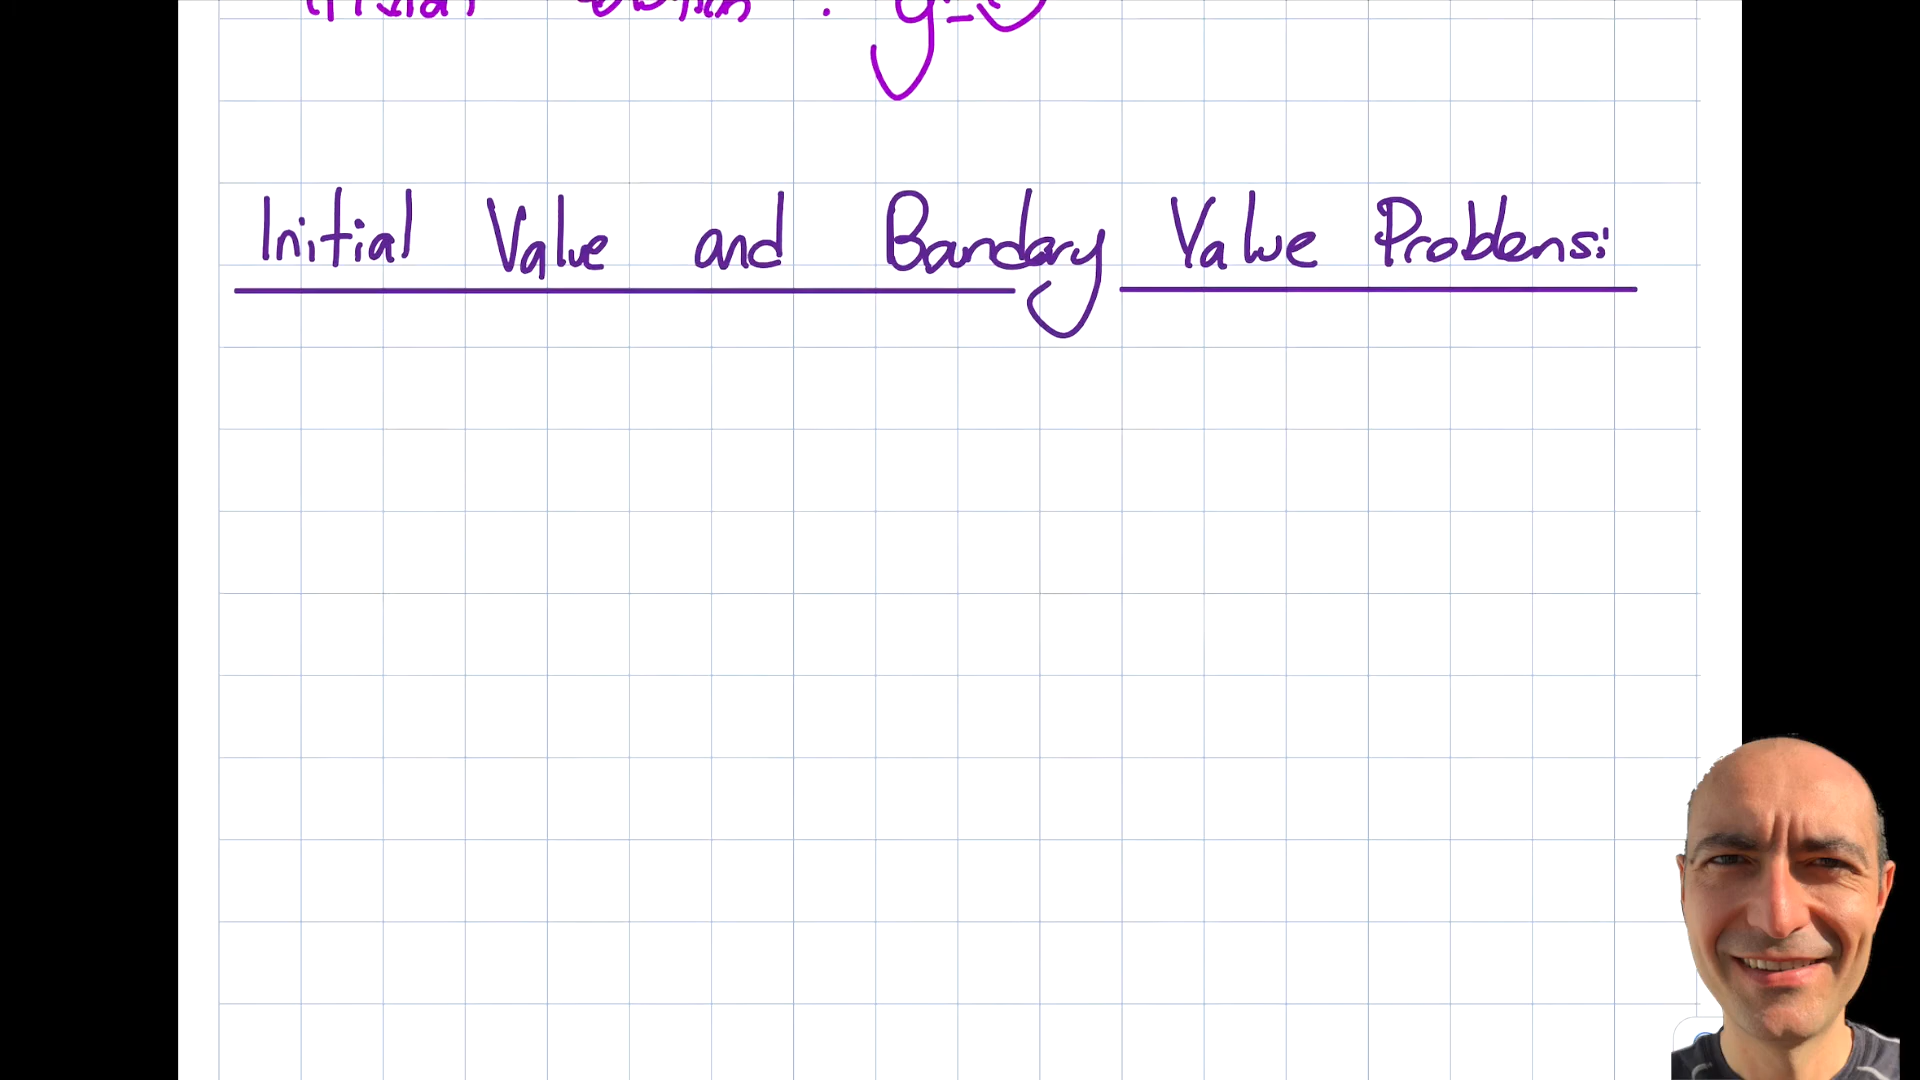 : y=
Initial Value and Boundary Value Problems: